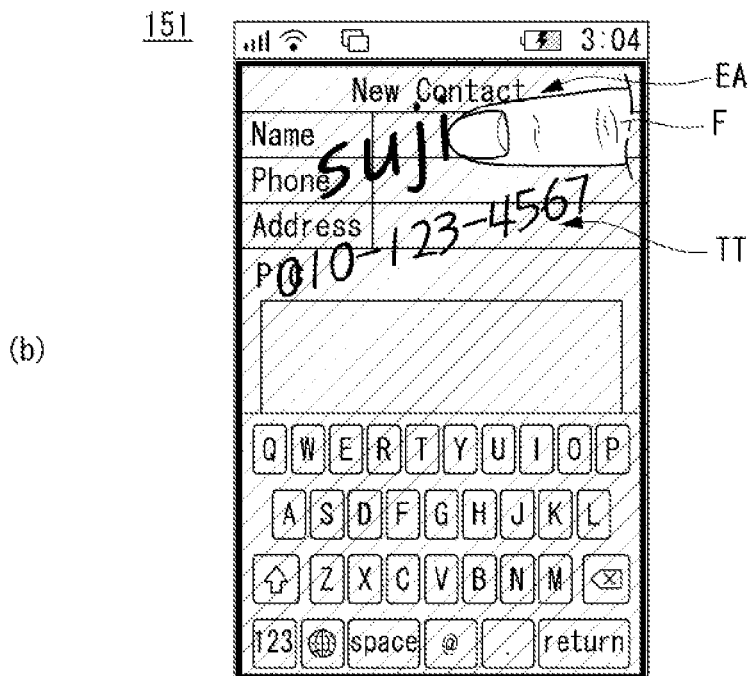 151
3:04
EA
New Contact
F
Name
suji
Phone
Address
010-123-4567
TT
(b)
Q W E R T Y U I O P
A S D F G H J K L
Z X C V B N M
123 space @ . return